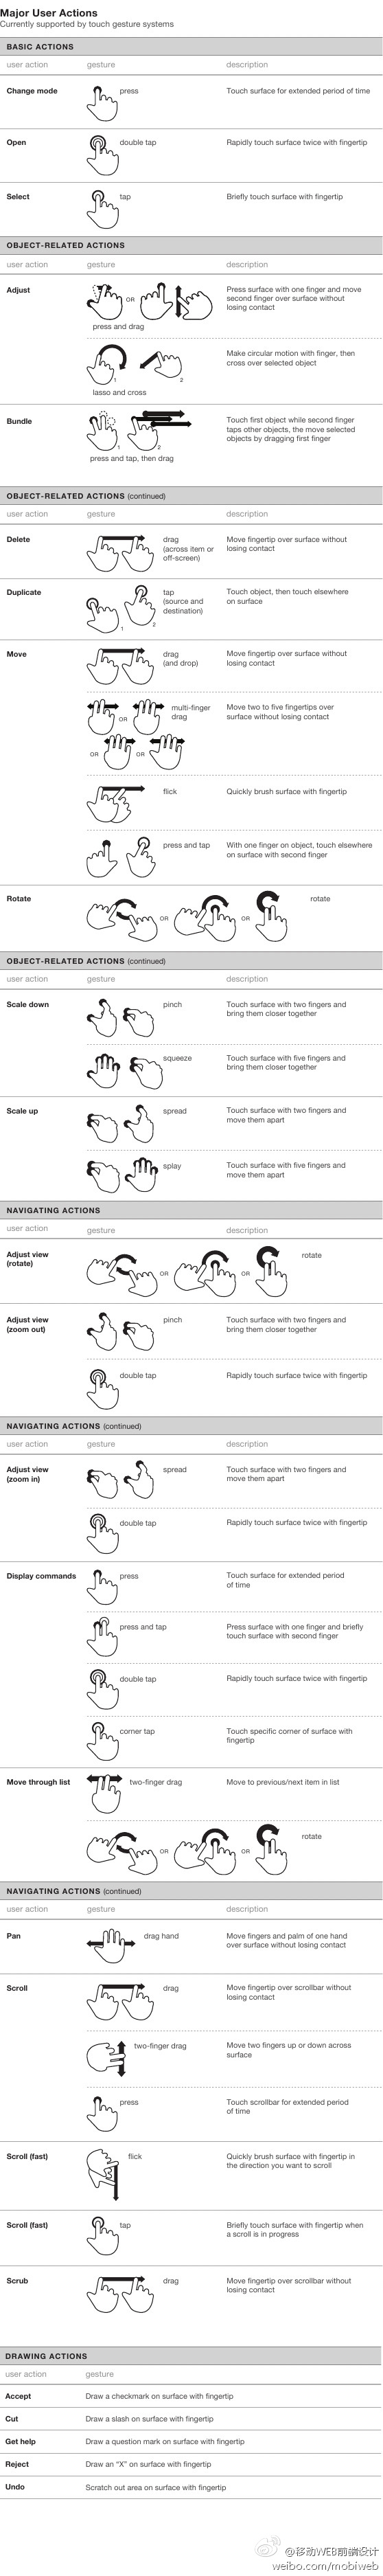 Major User Actions
Currently supported by touch gesture systems
BASIC ACTIONS
user action gesture description
Change mode press Touch surface for extended period of time
Open double tap Rapidly touch surface twice with fingertip
Select tap Briefly touch surface with fingertip
OBJECT-RELATED ACTIONS
user action gesture description
Adjust OR Press surface with one finger and move
second finger over surface without
losing contact
press and drag
Make circular motion with finger, then
cross over selected object
1 2
lasso and cross
Bundle Touch first object while second finger
taps other objects, the move selected
objects by dragging first finger
1 2
press and tap, then drag
OBJECT-RELATED ACTIONS (continued)
user action gesture description
Delete drag Move fingertip over surface without
(across item or losing contact
off-screen)
Duplicate tap Touch object, then touch elsewhere
(source and on surface
destination)
1 2
Move drag Move fingertip over surface without
(and drop) losing contact
OR multi-finger Move two to five fingertips over
drag surface without losing contact
OR OR
flick Quickly brush surface with fingertip
press and tap With one finger on object, touch elsewhere
on surface with second finger
Rotate OR OR rotate
OBJECT-RELATED ACTIONS (continued)
user action gesture description
Scale down pinch Touch surface with two fingers and
bring them closer together
squeeze Touch surface with five fingers and
bring them closer together
Scale up spread Touch surface with two fingers and
move them apart
splay Touch surface with five fingers and
move them apart
NAVIGATING ACTIONS
user action gesture description
Adjust view OR OR rotate
(rotate)
Adjust view pinch Touch surface with two fingers and
(zoom out) bring them closer together
double tap Rapidly touch surface twice with fingertip
NAVIGATING ACTIONS (continued)
user action gesture description
Adjust view spread Touch surface with two fingers and
(zoom in) move them apart
double tap Rapidly touch surface twice with fingertip
Display commands press Touch surface for extended period
of time
press and tap Press surface with one finger and briefly
touch surface with second finger
double tap Rapidly touch surface twice with fingertip
corner tap Touch specific corner of surface with
fingertip
Move through list two-finger drag Move to previous/next item in list
OR OR rotate
NAVIGATING ACTIONS (continued)
user action gesture description
Pan drag hand Move fingers and palm of one hand
over surface without losing contact
Scroll drag Move fingertip over scrollbar without
losing contact
two-finger drag Move two fingers up or down across
surface
press Touch scrollbar for extended period
of time
Scroll (fast) flick Quickly brush surface with fingertip in
the direction you want to scroll
Scroll (fast) tap Briefly touch surface with fingertip when
a scroll is in progress
Scrub drag Move fingertip over scrollbar without
losing contact
DRAWING ACTIONS
user action gesture
Accept Draw a checkmark on surface with fingertip
Cut Draw a slash on surface with fingertip
Get help Draw a question mark on surface with fingertip
Reject Draw an “X” on surface with fingertip
Undo Scratch out area on surface with fingertip
@移动WEB前端设计
weibo.com/mobiweb